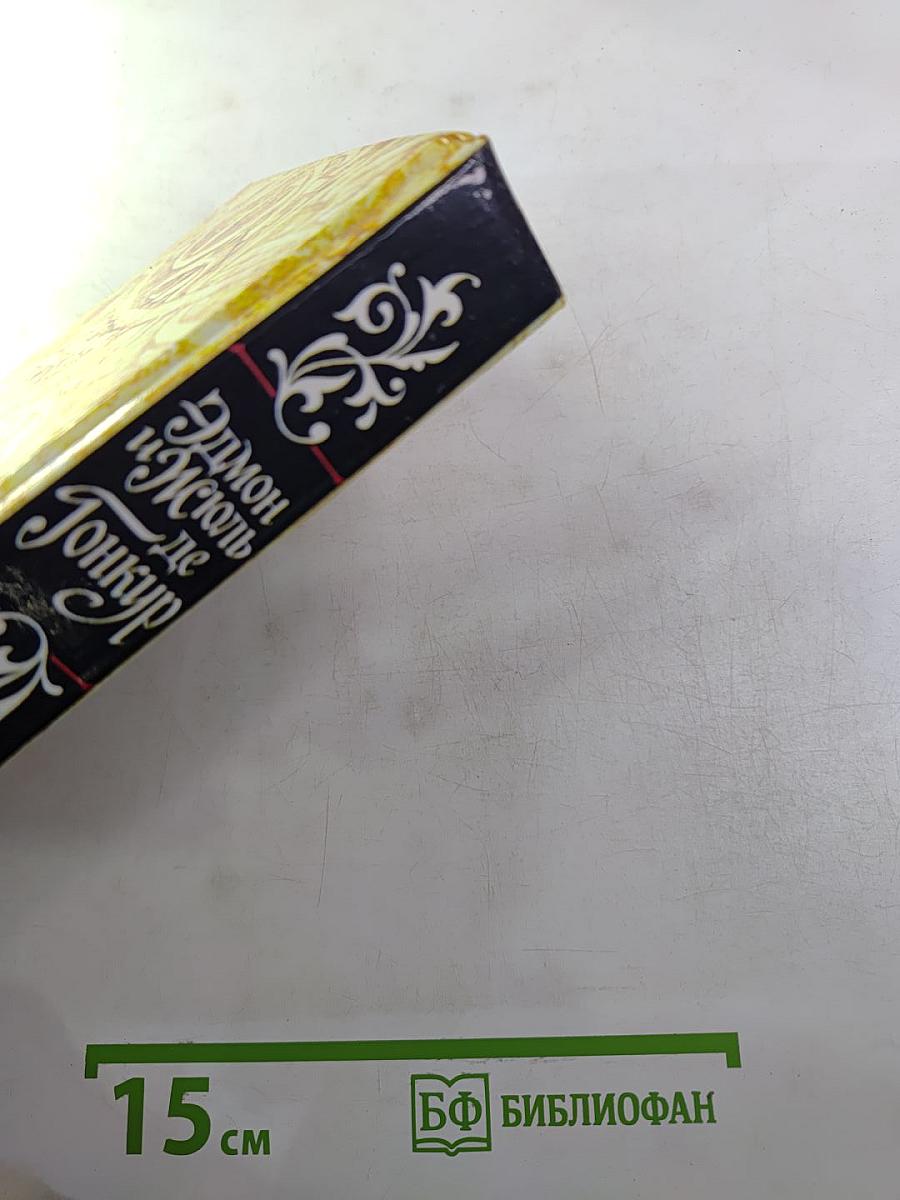 Эдмон
и Жюль
де
Гонкур
15 см
БФ БИБЛИОФАН